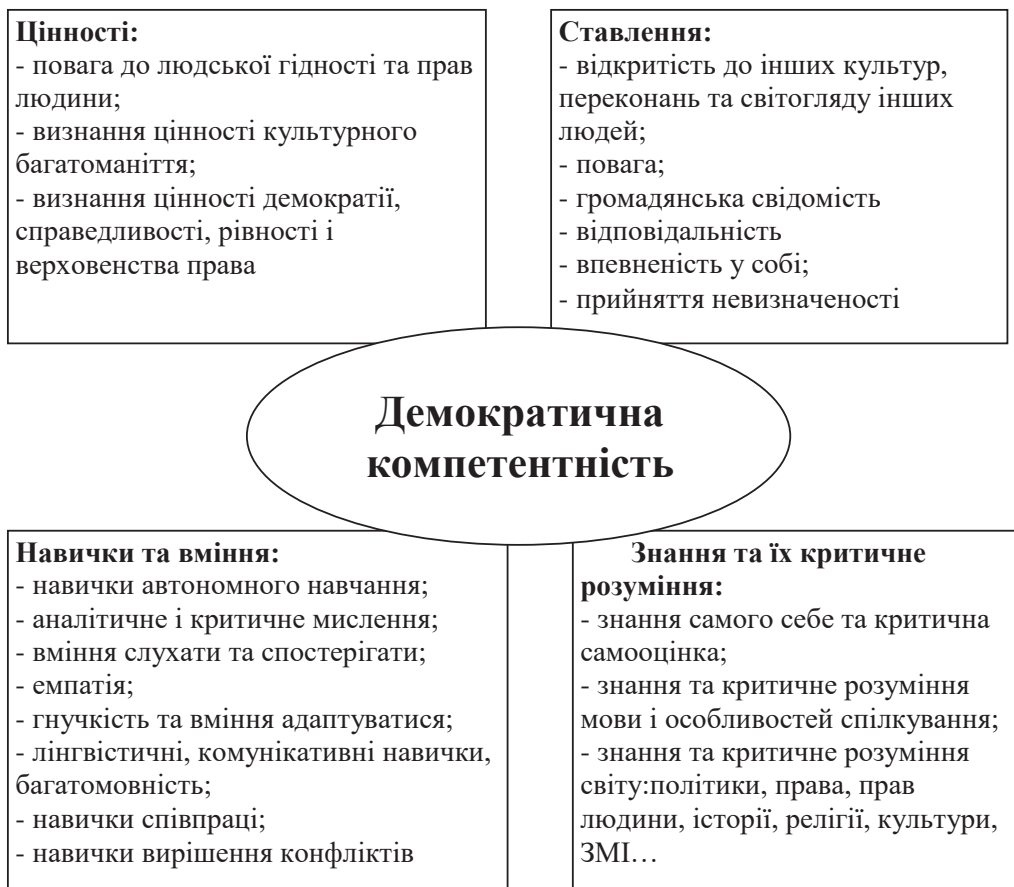 Цінності:
- повага до людської гідності та прав
людини;
- визнання цінності культурного
багатоманіття;
- визнання цінності демократії,
справедливості, рівності і
верховенства права
Ставлення:
- відкритість до інших культур,
переконань та світогляду інших
людей;
- повага;
- громадянська свідомість
- відповідальність
- впевненість у собі;
- прийняття невизначеності
Демократична
компетентність
Навички та вміння:
- навички автономного навчання;
- аналітичне і критичне мислення;
- вміння слухати та спостерігати;
- емпатія;
- гнучкість та вміння адаптуватися;
- лінгвістичні, комунікативні навички,
багатомовність;
- навички співпраці;
- навички вирішення конфліктів
Знання та їх критичне
розуміння:
- знання самого себе та критична
самооцінка;
- знання та критичне розуміння
мови і особливостей спілкування;
- знання та критичне розуміння
світу:політики, права, прав
людини, історії, релігії, культури,
ЗМІ…